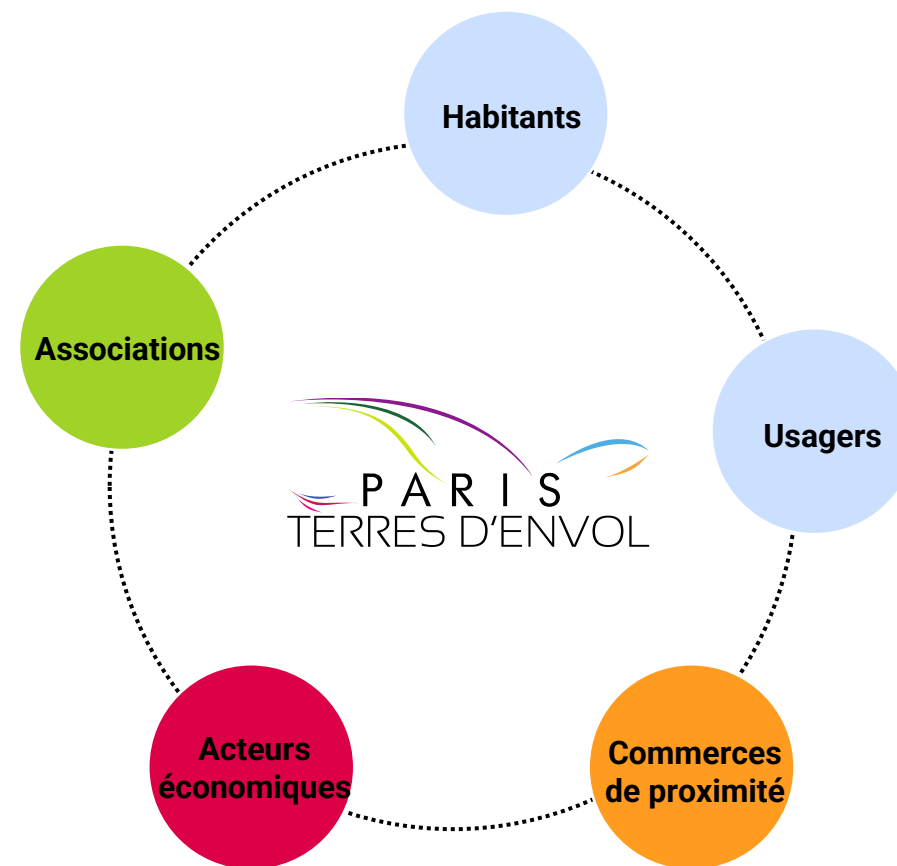 Habitants
Associations
Usagers
PARIS
TERRES D'ENVOL
Acteurs
économiques
Commerces
de proximité